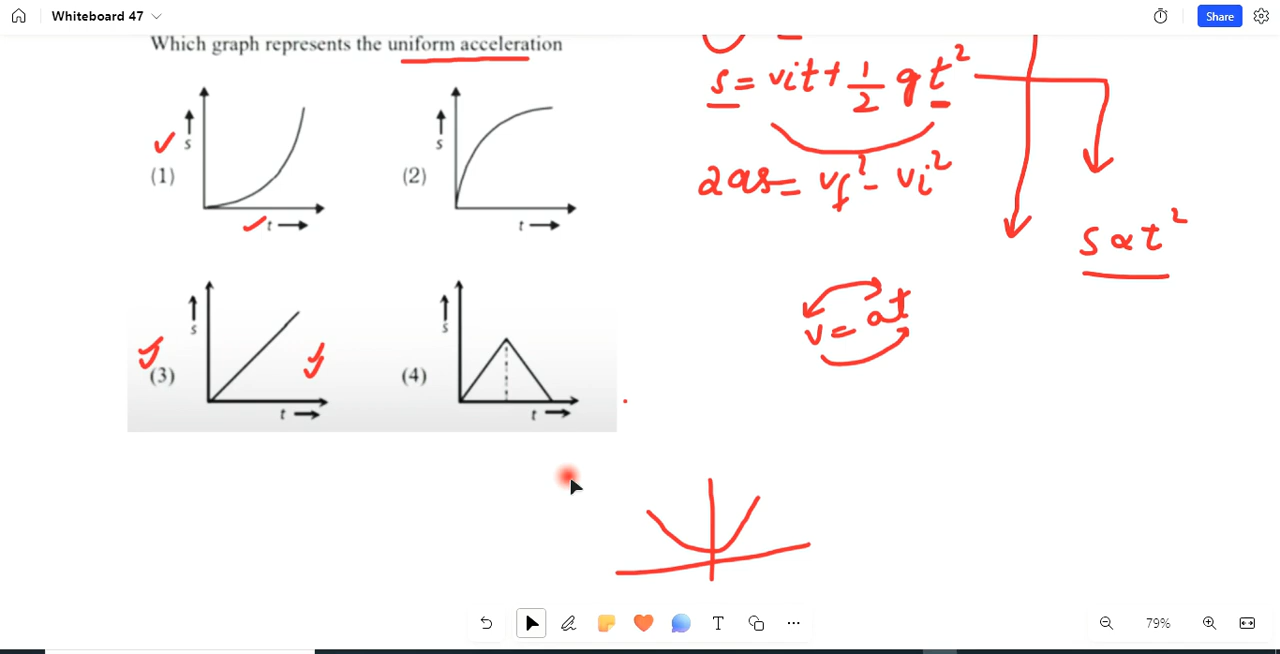 Whiteboard 47
Share
Which graph represents the uniform acceleration
s
(1)
t
s
(2)
t
s
(3)
t
s
(4)
t
s = vit + 1/2 g t²
2as = vf² - vi²
s ∝ t²
v = at
T
79%